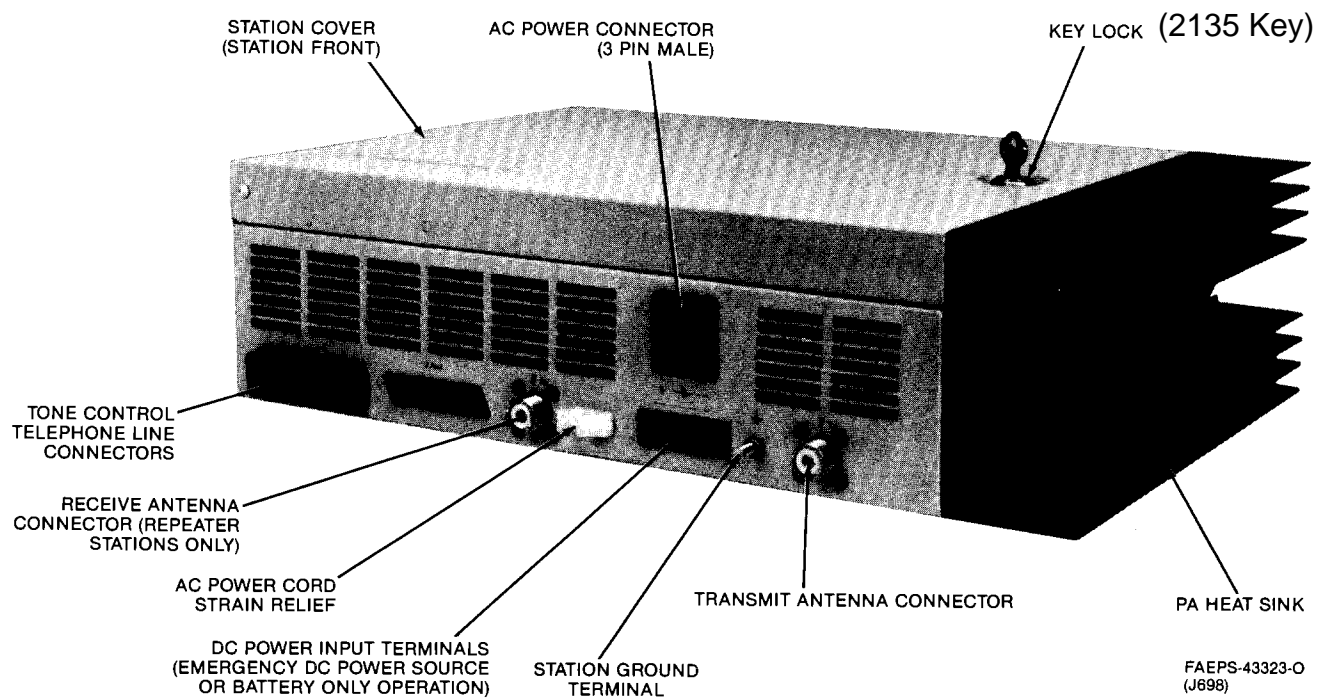 STATION COVER
(STATION FRONT)
AC POWER CONNECTOR
(3 PIN MALE)
KEY LOCK (2135 Key)
TONE CONTROL
TELEPHONE LINE
CONNECTORS
RECEIVE ANTENNA
CONNECTOR (REPEATER
STATIONS ONLY)
AC POWER CORD
STRAIN RELIEF
DC POWER INPUT TERMINALS
(EMERGENCY DC POWER SOURCE
OR BATTERY ONLY OPERATION)
STATION GROUND
TERMINAL
TRANSMIT ANTENNA CONNECTOR
PA HEAT SINK
FAEPS-43323-O
(J698)